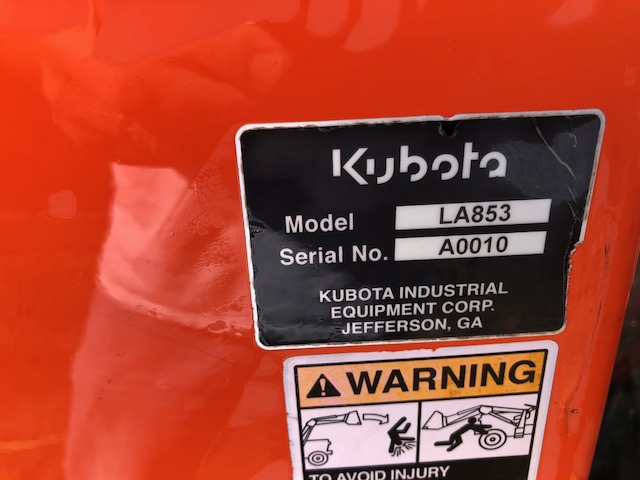 Kubota
Model LA853
Serial No. A0010
KUBOTA INDUSTRIAL
EQUIPMENT CORP.
JEFFERSON, GA
WARNING
TO AVOID INJURY